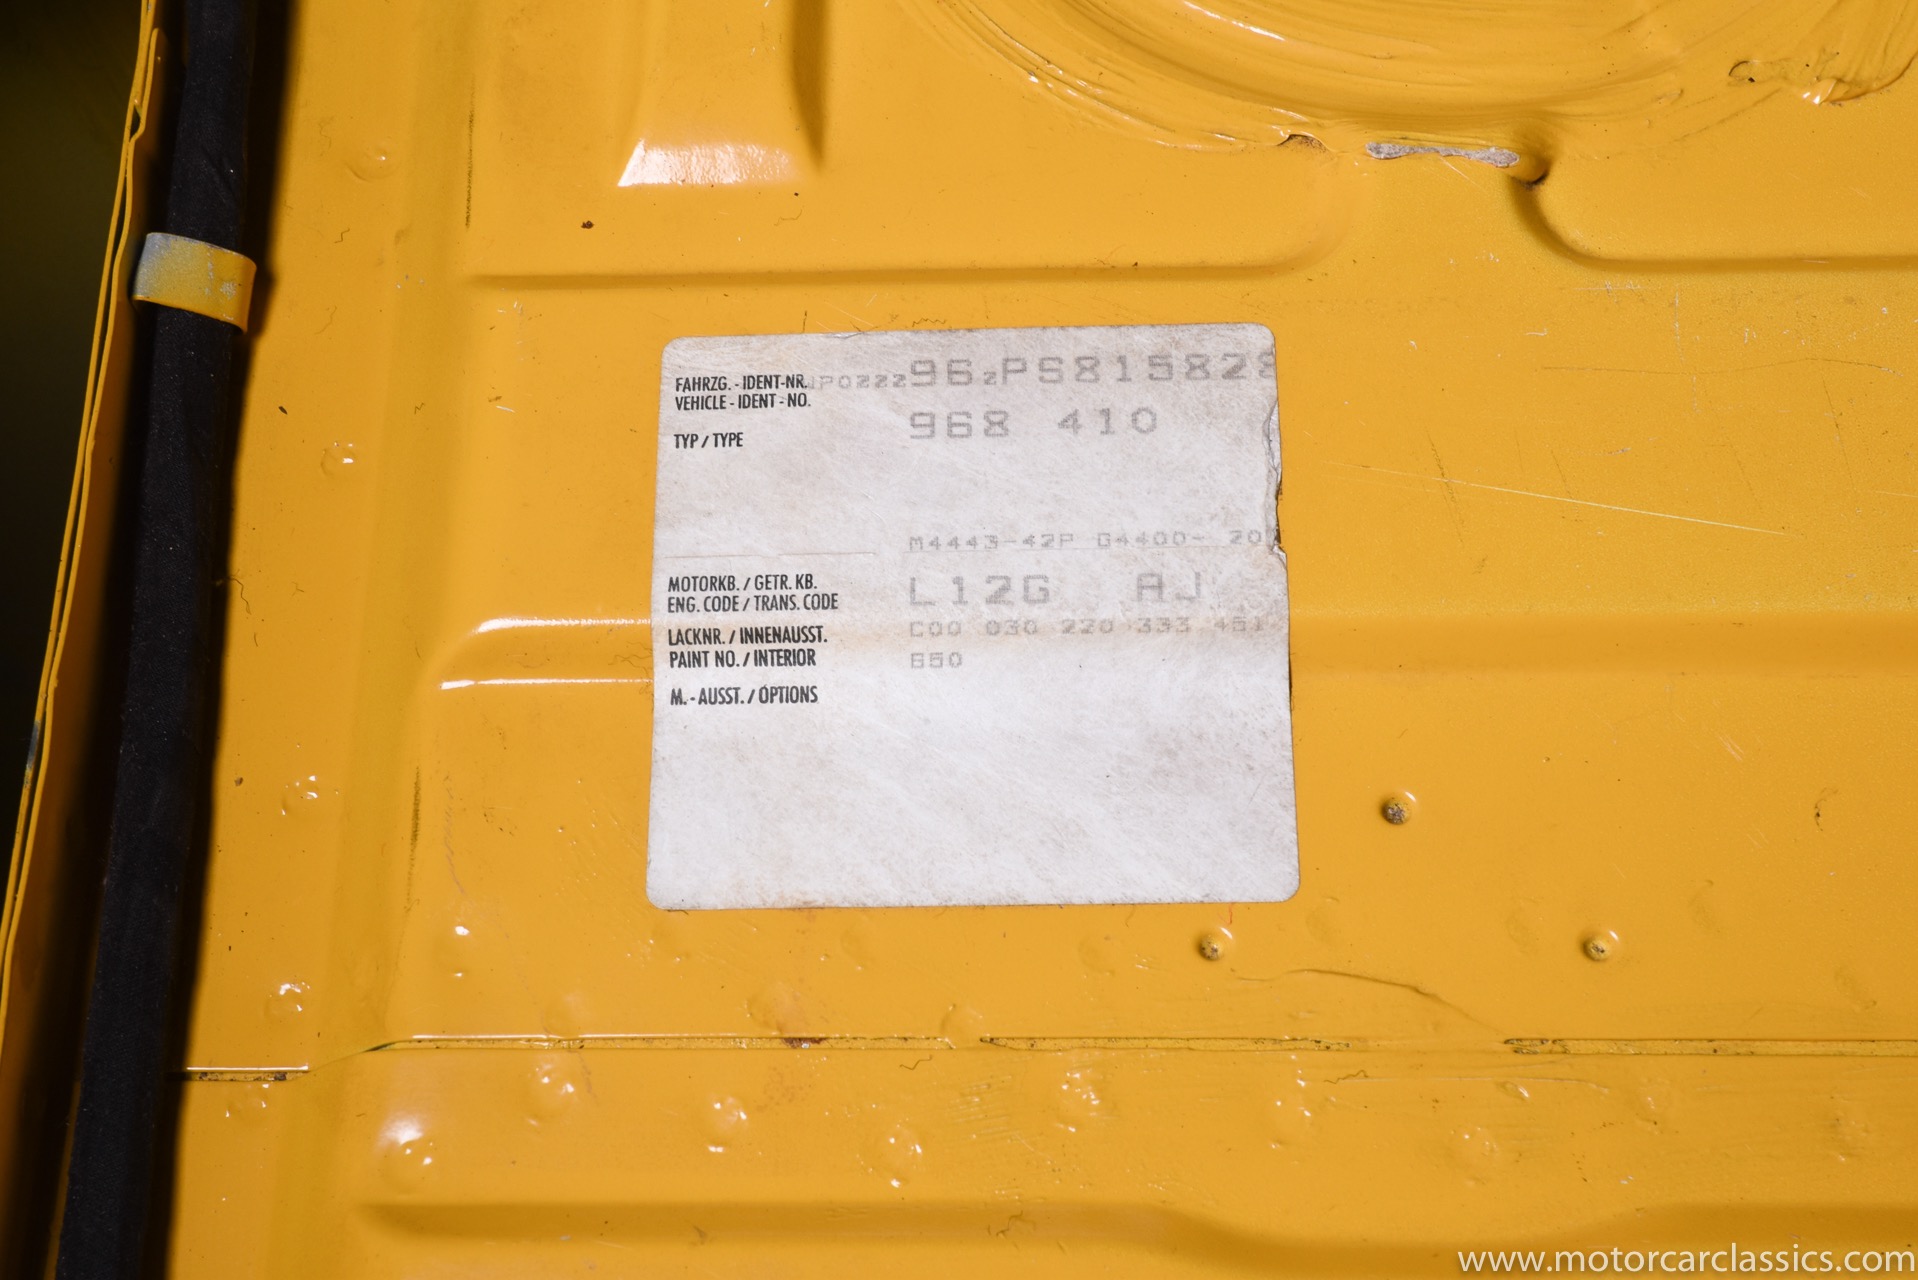 FAHRZG. - IDENT-NR. WP0ZZZ96ZPS815828
VEHICLE - IDENT - NO.
TYP / TYPE 968 410
M4443-42P G4400- 20
MOTORKB. / GETR. KB.
ENG. CODE / TRANS. CODE L12G AJ
LACKNR. / INNENAUSST. C00 030 220 333 451
PAINT NO. / INTERIOR 650
M. - AUSST. / OPTIONS
www.motorcarclassics.com